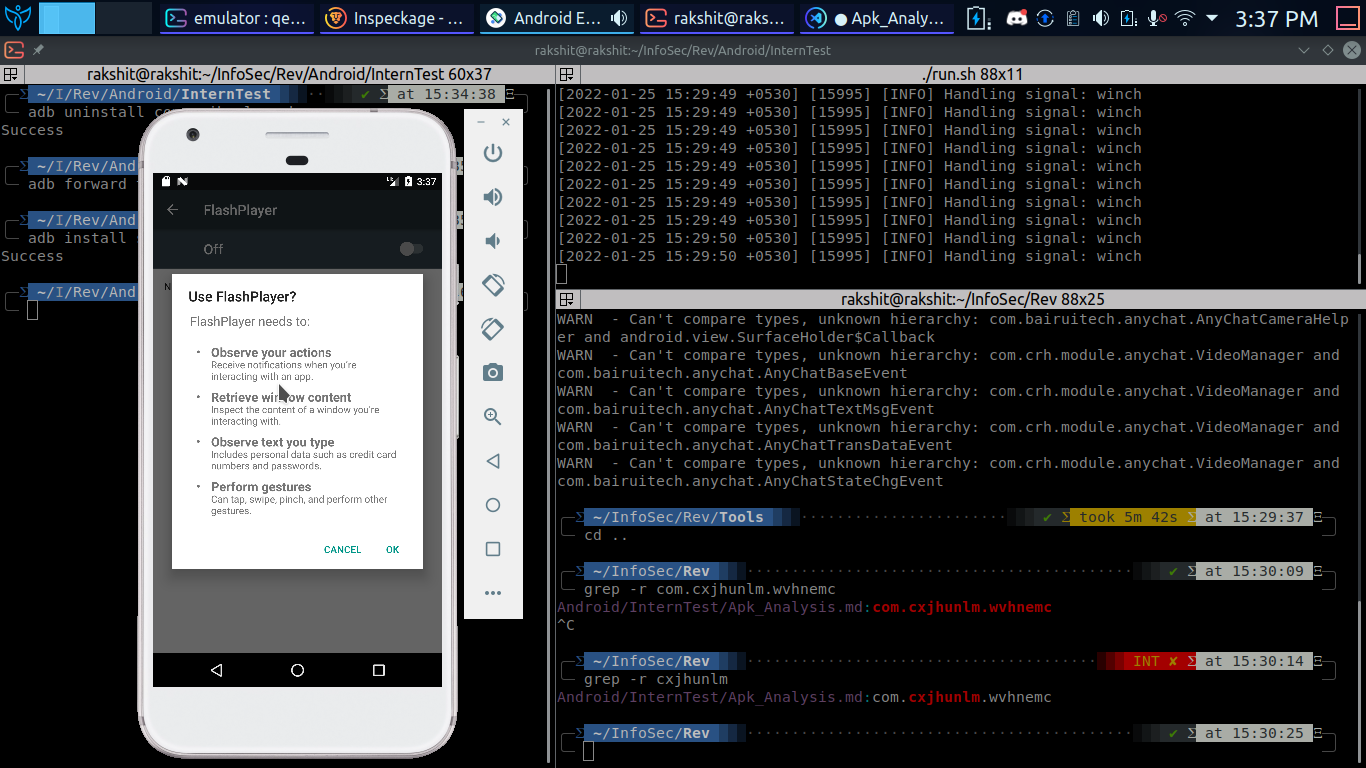 emulator : qe...
Inspeckage - ...
Android E...
rakshit@raks...
● Apk_Analy...
3:37 PM
rakshit@rakshit:~/InfoSec/Rev/Android/InternTest
rakshit@rakshit:~/InfoSec/Rev/Android/InternTest 60x37
~/I/Rev/Android/InternTest
✔
at 15:34:38
adb uninstall
Success
~/I/Rev/An
adb forward
~/I/Rev/An
adb install
Success
~/I/Rev/And
3:37
FlashPlayer
Off
Use FlashPlayer?
FlashPlayer needs to:
• Observe your actions
Receive notifications when you're
interacting with an app.
• Retrieve window content
Inspect the content of a window you're
interacting with.
• Observe text you type
Includes personal data such as credit card
numbers and passwords.
• Perform gestures
Can tap, swipe, pinch, and perform other
gestures.
CANCEL OK
./run.sh 88x11
[2022-01-25 15:29:49 +0530] [15995] [INFO] Handling signal: winch
[2022-01-25 15:29:49 +0530] [15995] [INFO] Handling signal: winch
[2022-01-25 15:29:49 +0530] [15995] [INFO] Handling signal: winch
[2022-01-25 15:29:49 +0530] [15995] [INFO] Handling signal: winch
[2022-01-25 15:29:49 +0530] [15995] [INFO] Handling signal: winch
[2022-01-25 15:29:49 +0530] [15995] [INFO] Handling signal: winch
[2022-01-25 15:29:49 +0530] [15995] [INFO] Handling signal: winch
[2022-01-25 15:29:49 +0530] [15995] [INFO] Handling signal: winch
[2022-01-25 15:29:50 +0530] [15995] [INFO] Handling signal: winch
[2022-01-25 15:29:50 +0530] [15995] [INFO] Handling signal: winch
rakshit@rakshit:~/InfoSec/Rev 88x25
WARN  - Can't compare types, unknown hierarchy: com.bairuitech.anychat.AnyChatCameraHelp
er and android.view.SurfaceHolder$Callback
WARN  - Can't compare types, unknown hierarchy: com.crh.module.anychat.VideoManager and
com.bairuitech.anychat.AnyChatBaseEvent
WARN  - Can't compare types, unknown hierarchy: com.crh.module.anychat.VideoManager and
com.bairuitech.anychat.AnyChatTextMsgEvent
WARN  - Can't compare types, unknown hierarchy: com.crh.module.anychat.VideoManager and
com.bairuitech.anychat.AnyChatTransDataEvent
WARN  - Can't compare types, unknown hierarchy: com.crh.module.anychat.VideoManager and
com.bairuitech.anychat.AnyChatStateChgEvent
~/InfoSec/Rev/Tools ✔ took 5m 42s at 15:29:37
cd ..
~/InfoSec/Rev ✔ at 15:30:09
grep -r com.cxjhunlm.wvhnemc
Android/InternTest/Apk_Analysis.md:com.cxjhunlm.wvhnemc
^C
~/InfoSec/Rev INT ✘ at 15:30:14
grep -r cxjhunlm
Android/InternTest/Apk_Analysis.md:com.cxjhunlm.wvhnemc
~/InfoSec/Rev ✔ at 15:30:25